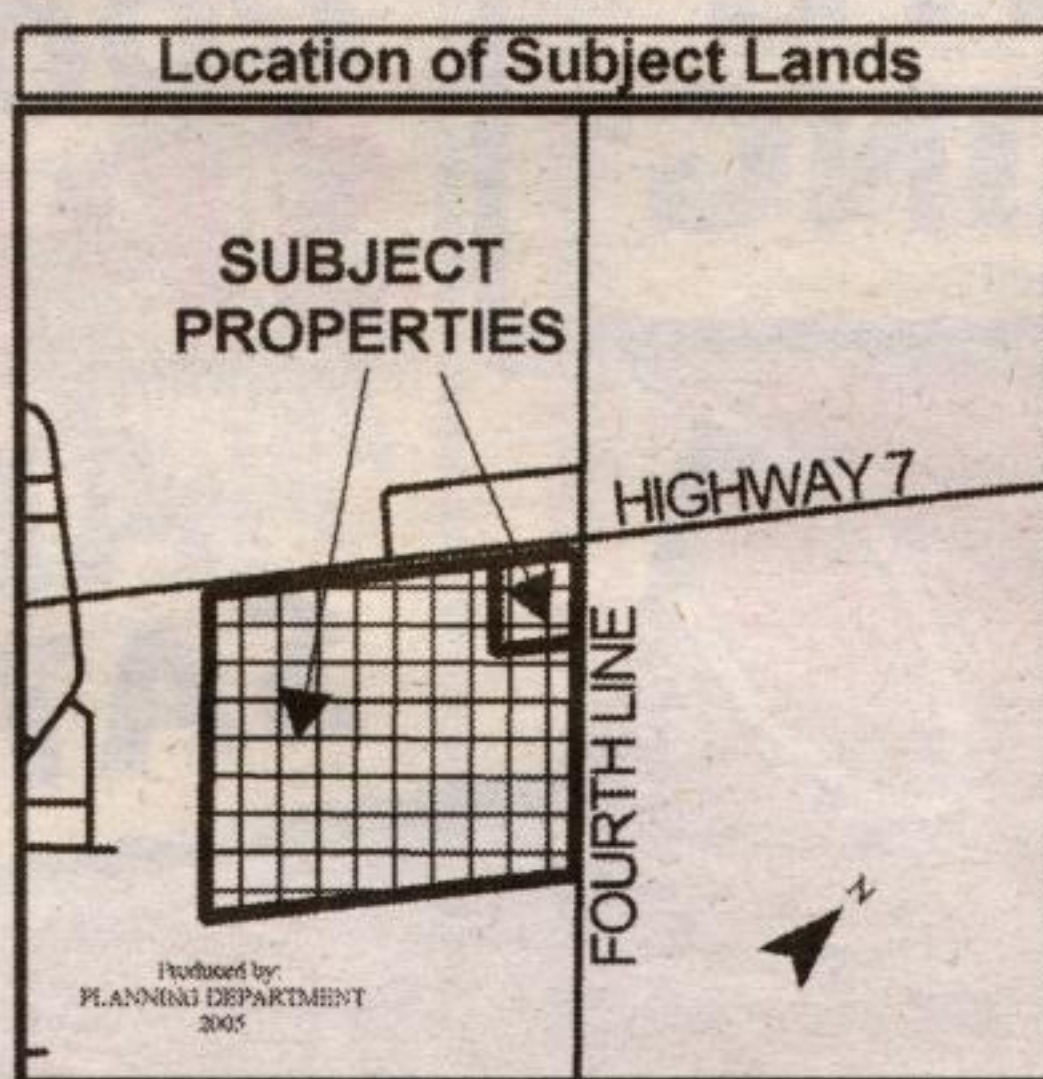 Location of Subject Lands
SUBJECT
PROPERTIES
HIGHWAY 7
FOURTH LINE
N
Produced by:
PLANNING DEPARTMENT
2005